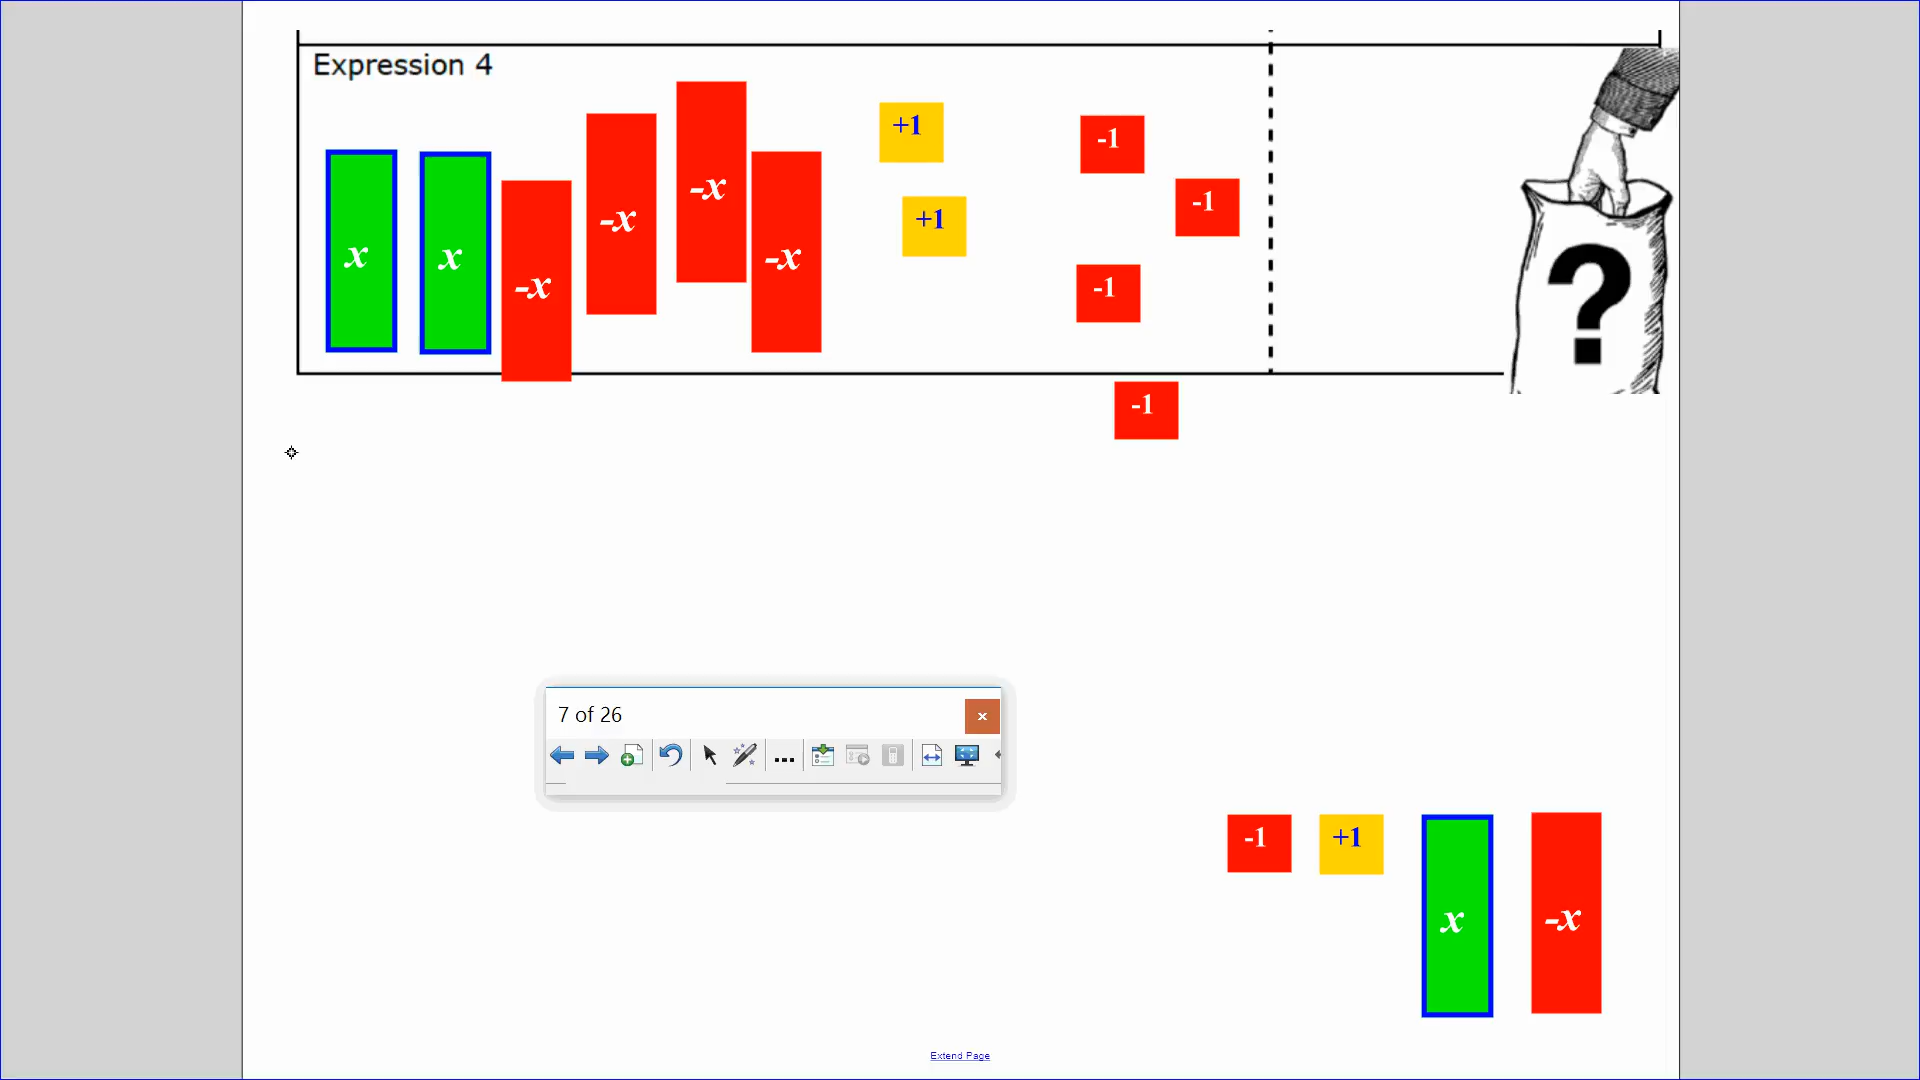 Expression 4
x x -x -x -x -x
+1
+1
-1
-1
-1
-1
?
7 of 26
-1 +1 x -x
Extend Page